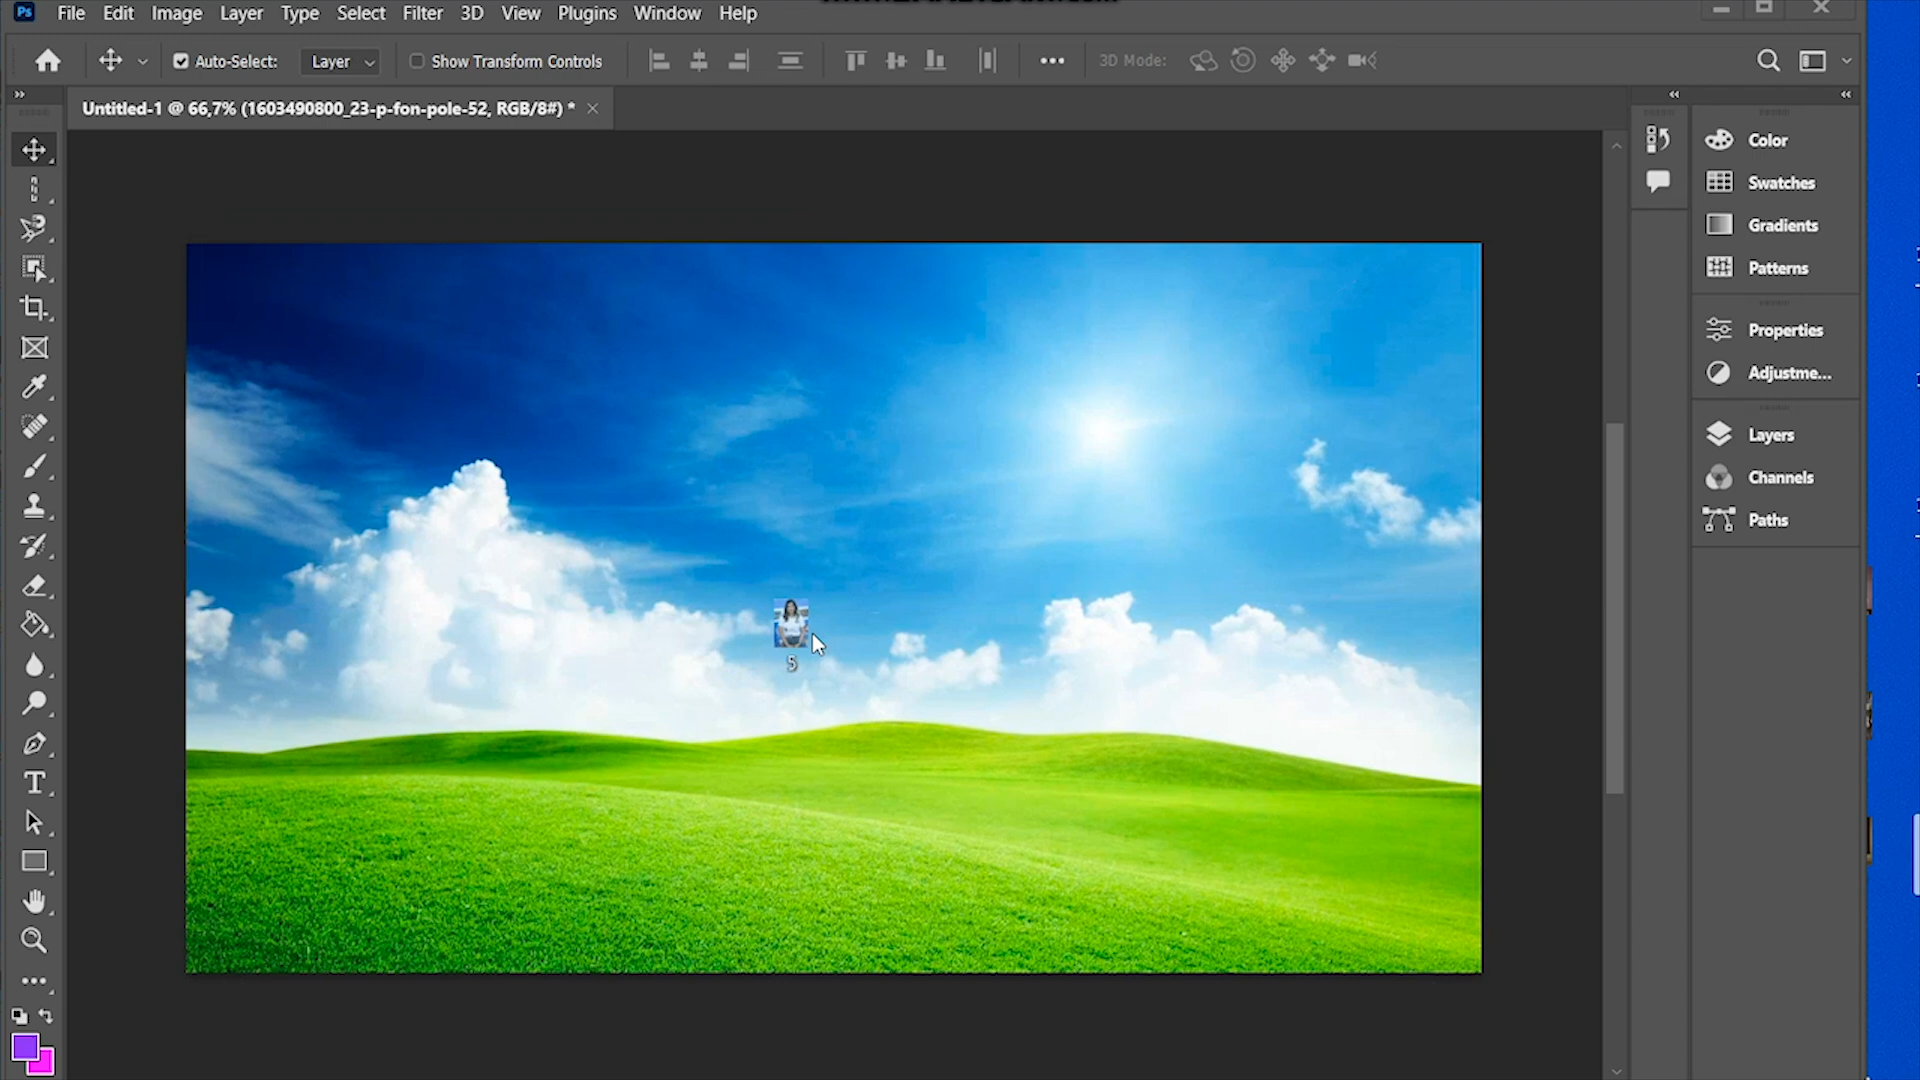 Ps File Edit Image Layer Type Select Filter 3D View Plugins Window Help
Auto-Select: Layer Show Transform Controls 3D Mode:
Untitled-1 @ 66,7% (1603490800_23-p-fon-pole-52, RGB/8#) *
Color
Swatches
Gradients
Patterns
Properties
Adjustme...
Layers
Channels
Paths
5